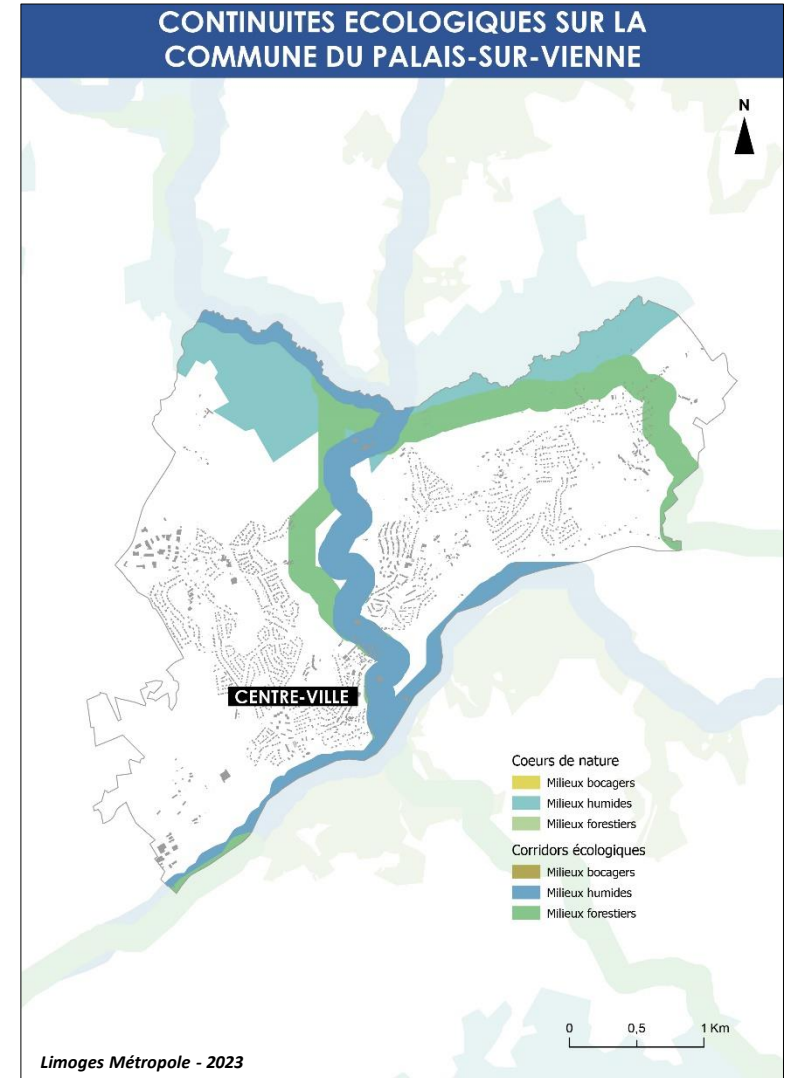 CONTINUITES ECOLOGIQUES SUR LA
COMMUNE DU PALAIS-SUR-VIENNE
N
CENTRE-VILLE
Coeurs de nature
Milieux bocagers
Milieux humides
Milieux forestiers
Corridors écologiques
Milieux bocagers
Milieux humides
Milieux forestiers
0 0,5 1 Km
Limoges Métropole - 2023